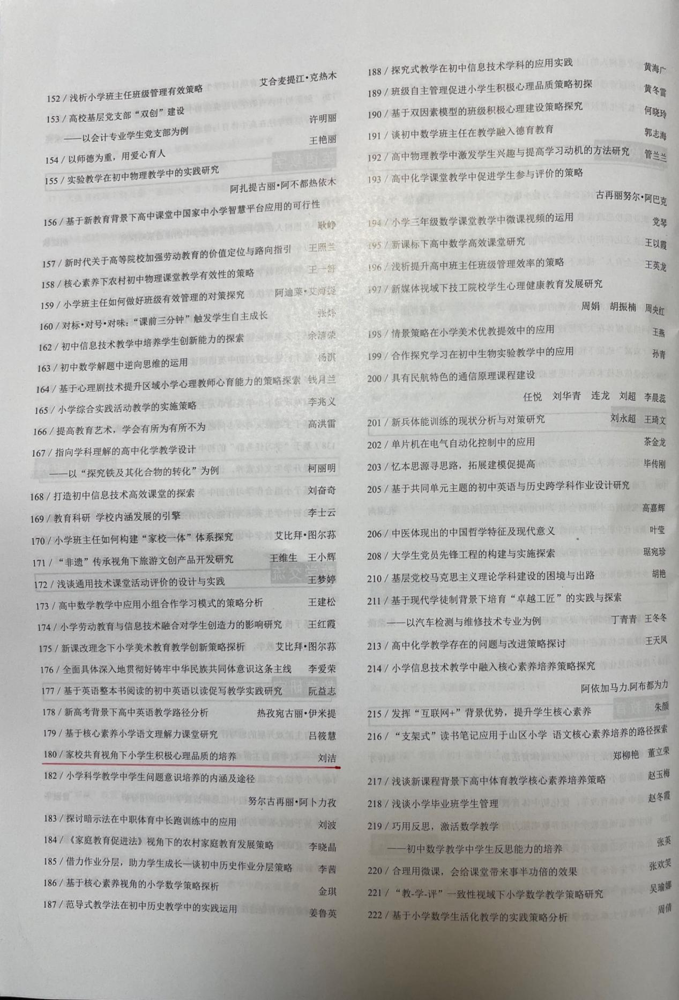 152 / 浅析小学班主任班级管理有效策略
艾合麦提江•克热木
153 / 高校基层党支部“双创”建设
——以会计专业学生党支部为例 许明丽
154 / 以师德为重，用爱心育人 王艳丽
155 / 实验教学在初中物理教学中的实践研究
阿扎提古丽•阿不都热依木
156 / 基于新教育背景下高中课堂中国家中小学智慧平台应用的可行性
耿峥
157 / 新时代关于高等院校加强劳动教育的价值定位与路向指引 王照兰
158 / 核心素养下农村初中物理课堂教学有效性的策略 王一舒
159 / 小学班主任如何做好班级有效管理的对策探究 阿迪莱•艾海提
160 / 对标•对号•对味：“课前三分钟”触发学生自主成长 张炜
162 / 初中信息技术教学中培养学生创新能力的探索 余清荣
163 / 初中数学解题中逆向思维的运用 杨淇
164 / 基于心理剧技术提升区域小学心理教师心育能力的策略探索 钱月兰
165 / 小学综合实践活动教学的实施策略 李兆义
166 / 提高教育艺术，学会有所为有所不为 高洪雷
167 / 指向学科理解的高中化学教学设计
——以“探究铁及其化合物的转化”为例 柯丽明
168 / 打造初中信息技术高效课堂的探索 刘奋奇
169 / 教育科研 学校内涵发展的引擎 李士云
170 / 小学班主任如何构建“家校一体”体系探究 艾比拜•图尔荪
171 / “非遗”传承视角下旅游文创产品开发研究 王维生 王小辉
172 / 浅谈通用技术课堂活动评价的设计与实践 王梦婷
173 / 高中数学教学中应用小组合作学习模式的策略分析 王建松
174 / 小学劳动教育与信息技术融合对学生创造力的影响研究 王红霞
175 / 新课改理念下小学美术教育教学创新策略探析 艾比拜•图尔荪
176 / 全面具体深入地贯彻好铸牢中华民族共同体意识这条主线 李爱荣
177 / 基于英语整本书阅读的初中英语以读促写教学实践研究 阮益志
178 / 新高考背景下高中英语教学路径分析 热孜宛古丽•伊米提
179 / 基于核心素养小学语文理解力课堂研究 吕筱慧
180 / 家校共育视角下小学生积极心理品质的培养 刘洁
182 / 小学科学教学中学生问题意识培养的内涵及途径
努尔古再丽•阿卜力孜
183 / 探讨暗示法在中职体育中长跑训练中的应用 刘波
184 / 《家庭教育促进法》视角下的农村家庭教育发展策略 李晓晶
185 / 借力作业分层，助力学生成长—谈初中历史作业分层策略 李茜
186 / 基于核心素养视角的小学数学策略探析 金琪
187 / 范导式教学法在初中历史教学中的实践运用 姜鲁英
188 / 探究式教学在初中信息技术学科的应用实践 黄海广
189 / 班级自主管理促进小学生积极心理品质策略初探 黄冬雷
190 / 基于双因素模型的班级积极心理建设策略探究 何晓玲
191 / 谈初中数学班主任在教学融入德育教育 郭志海
192 / 高中物理教学中激发学生兴趣与提高学习动机的方法研究 管兰兰
193 / 高中化学课堂教学中促进学生参与评价的策略
古再丽努尔•阿巴克
194 / 小学三年级数学课堂教学中微课视频的运用 党琴
195 / 新课标下高中数学高效课堂研究 王以霞
196 / 浅析提升高中班主任班级管理效率的策略 王英龙
197 / 新媒体视域下技工院校学生心理健康教育发展研究
周娟 胡振楠 周央红
198 / 情景策略在小学美术优教提效中的应用 王燕
199 / 合作探究学习在初中生物实验教学中的应用 孙青
200 / 具有民航特色的通信原理课程建设
任悦 刘华青 连龙 刘超 李晨蕊
201 / 新兵体能训练的现状分析与对策研究 刘永超 王琦文
202 / 单片机在电气自动化控制中的应用 茶金龙
203 / 忆本思源寻思路，拓展建模促提高 毕传刚
205 / 基于共同单元主题的初中英语与历史跨学科作业设计研究
高嘉辉
206 / 中医体现出的中国哲学特征及现代意义 叶莹
208 / 大学生党员先锋工程的构建与实施探索 琚宛珍
210 / 基层党校马克思主义理论学科建设的困境与出路 胡艳
211 / 基于现代学徒制背景下培育“卓越工匠”的实践与探索
——以汽车检测与维修技术专业为例 丁青青 王冬冬
213 / 高中化学教学存在的问题与改进策略探讨 王天凤
214 / 小学信息技术教学中融入核心素养培养策略探究
阿依加马力.阿布都为力
215 / 发挥“互联网+”背景优势，提升学生核心素养 朱颜
216 / “支架式”读书笔记应用于山区小学 语文核心素养培养的路径探索
郑柳艳 董立荣
217 / 浅谈新课程背景下高中体育教学核心素养培养策略 赵玉梅
218 / 浅谈小学毕业班学生管理 赵冬霞
219 / 巧用反思，激活数学教学
——初中数学教学中学生反思能力的培养 张英
220 / 合理用微课，会给课堂带来事半功倍的效果 张欢笑
221 / “教-学-评”一致性视域下小学数学教学策略研究 吴瑜娜
222 / 基于小学数学生活化教学的实践策略分析 周倩